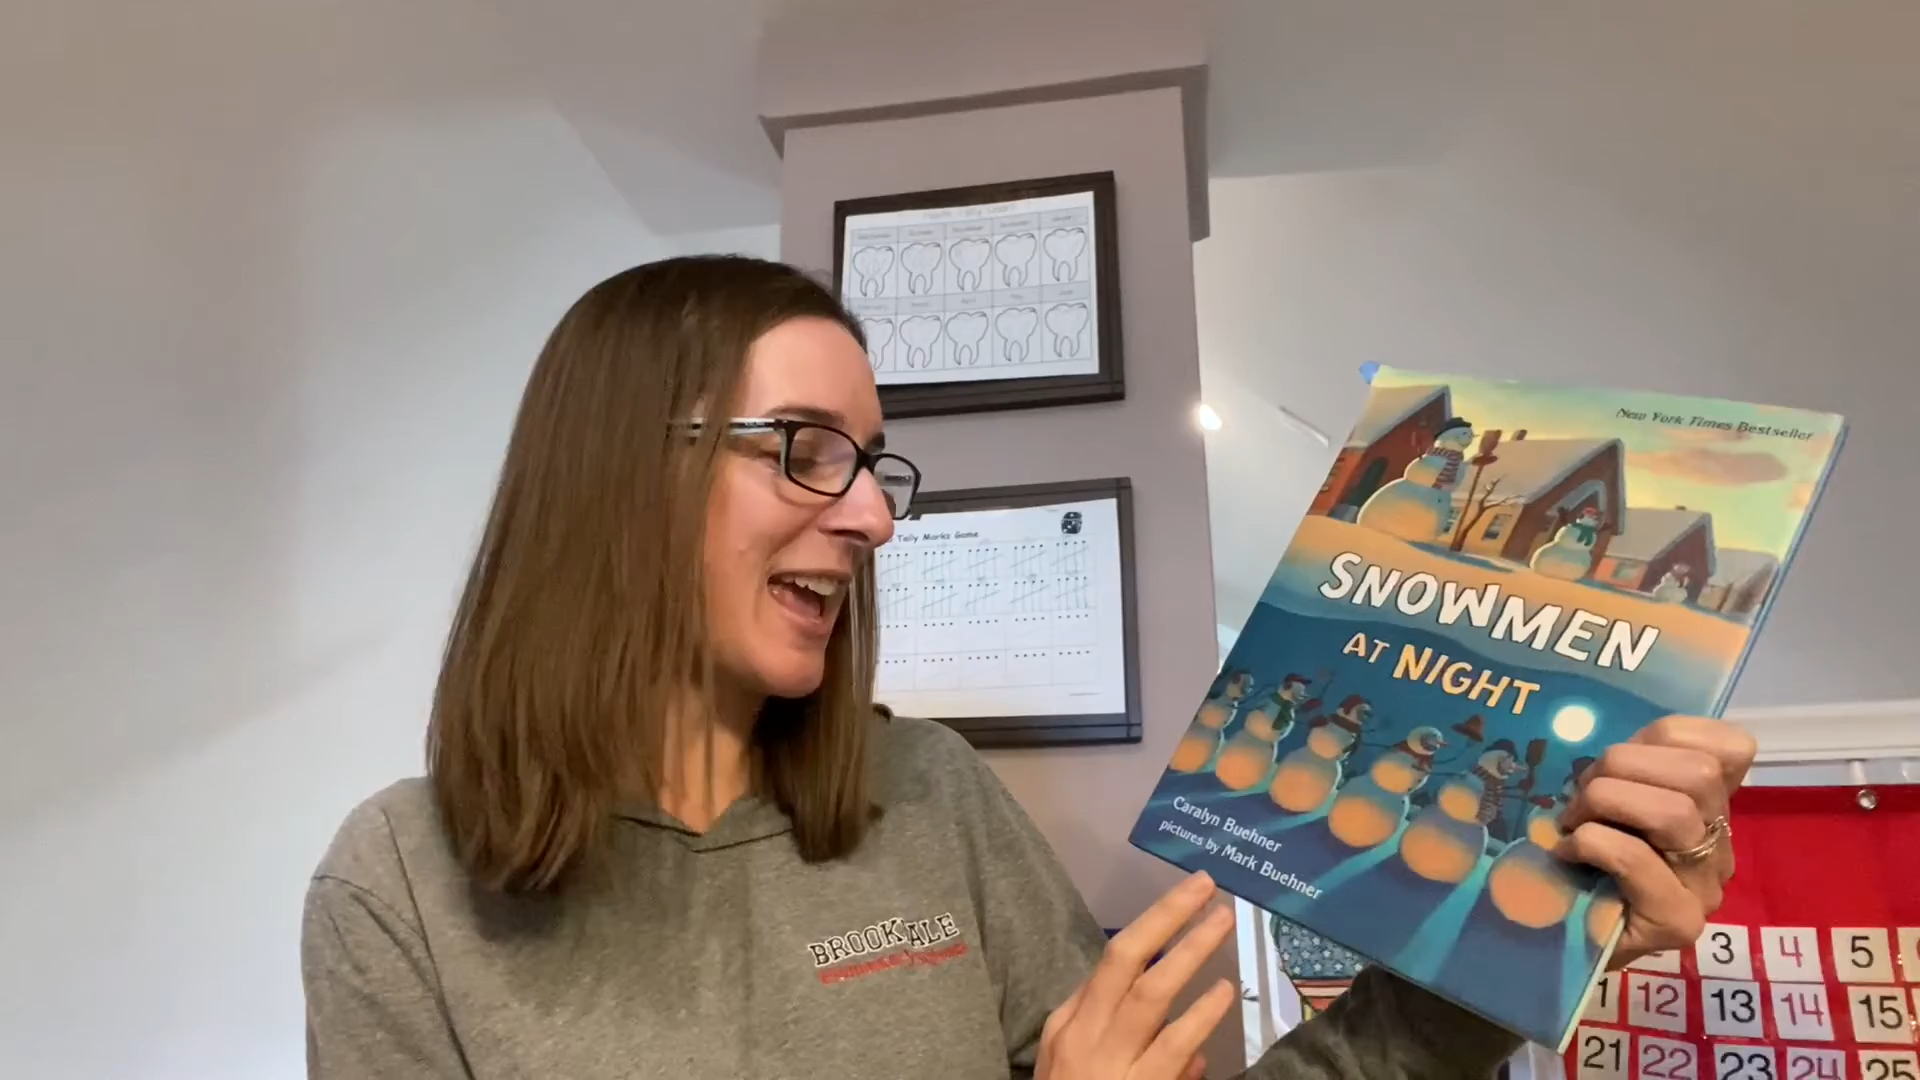 New York Times Bestseller
SNOWMEN
AT NIGHT
Caralyn Buehner
pictures by Mark Buehner
Tally Marks Game
BROOKDALE
3 4 5
12 13 14 15
21 22 23 24 25